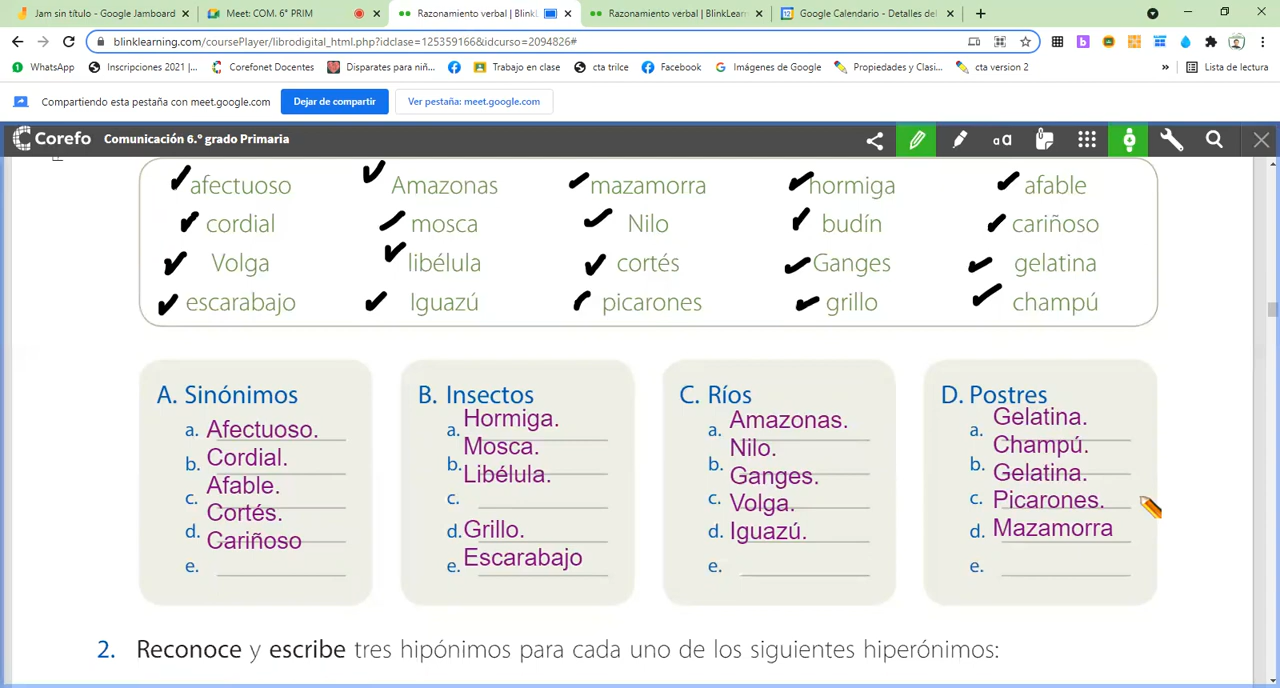 Jam sin título - Google Jamboard
Meet: COM. 6° PRIM
Razonamiento verbal | BlinkL
Razonamiento verbal | BlinkLear
Google Calendario - Detalles del
blinklearning.com/coursePlayer/librodigital_html.php?idclase=125359166&idcurso=2094826#
WhatsApp
Inscripciones 2021 |...
Corefonet Docentes
Disparates para niñ...
Trabajo en clase
cta trilce
Facebook
Imágenes de Google
Propiedades y Clasi...
cta version 2
»
Lista de lectura
Compartiendo esta pestaña con meet.google.com
Dejar de compartir
Ver pestaña: meet.google.com
Corefo
Comunicación 6.º grado Primaria
aA
afectuoso Amazonas mazamorra hormiga afable
cordial mosca Nilo budín cariñoso
Volga libélula cortés Ganges gelatina
escarabajo Iguazú picarones grillo champú
A. Sinónimos
a. Afectuoso.
b. Cordial.
c. Afable.
d. Cortés.
Cariñoso
e.
B. Insectos
a. Hormiga.
Mosca.
b. Libélula.
c.
d. Grillo.
e. Escarabajo
C. Ríos
a. Amazonas.
b. Nilo.
Ganges.
c. Volga.
d. Iguazú.
e.
D. Postres
a. Gelatina.
b. Champú.
Gelatina.
c. Picarones.
d. Mazamorra
e.
2. Reconoce y escribe tres hipónimos para cada uno de los siguientes hiperónimos: